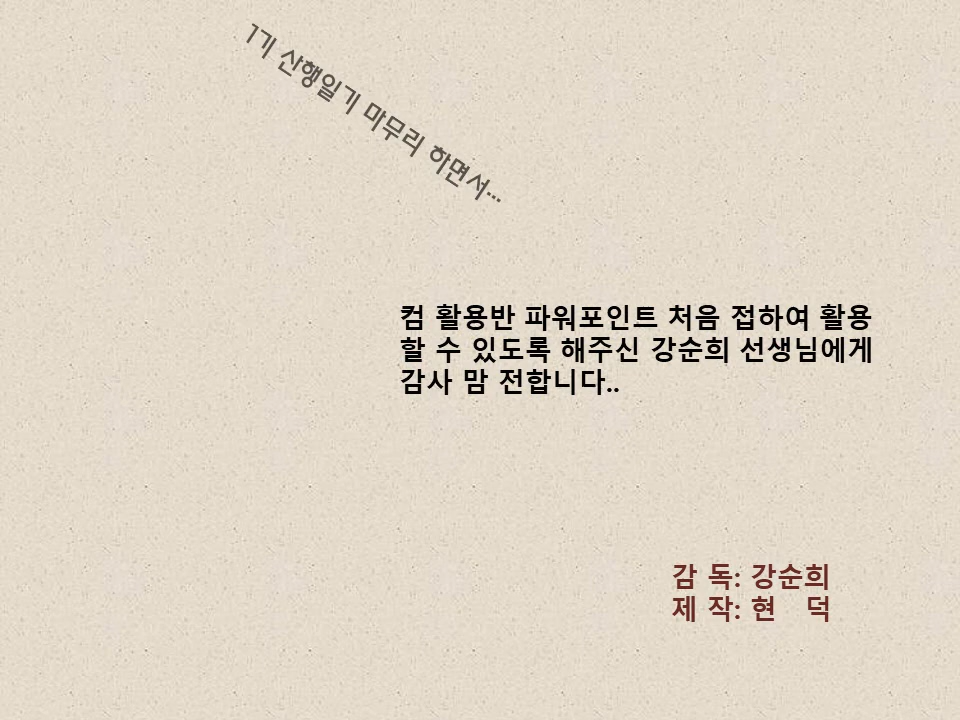 1기 산행일기 마무리 하면서...
컴 활용반 파워포인트 처음 접하여 활용
할 수 있도록 해주신 강순희 선생님에게
감사 맘 전합니다..
감 독: 강순희
제 작: 현 덕